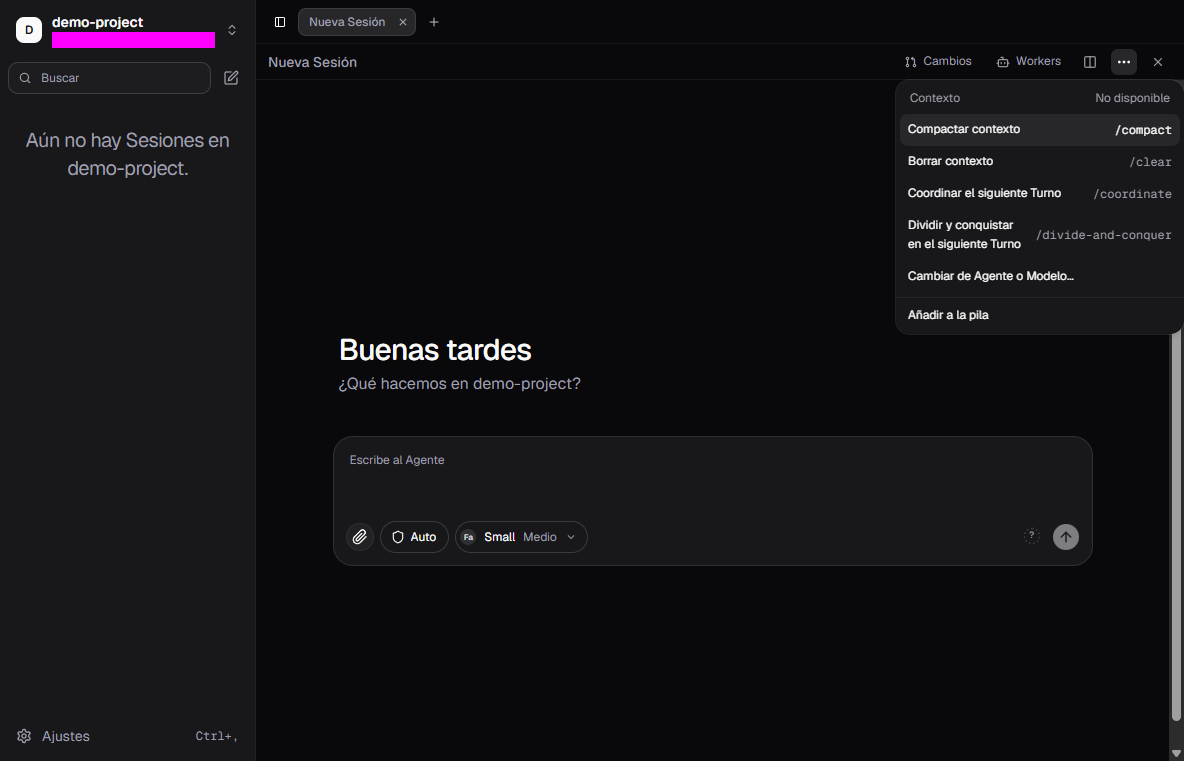 D
demo-project
Buscar
Aún no hay Sesiones en
demo-project.
Ajustes
Ctrl+,
Nueva Sesión
Nueva Sesión
Cambios
Workers
Contexto
No disponible
Compactar contexto
/compact
Borrar contexto
/clear
Coordinar el siguiente Turno
/coordinate
Dividir y conquistar
en el siguiente Turno
/divide-and-conquer
Cambiar de Agente o Modelo...
Añadir a la pila
Buenas tardes
¿Qué hacemos en demo-project?
Escribe al Agente
Auto
Fa
Small Medio
?